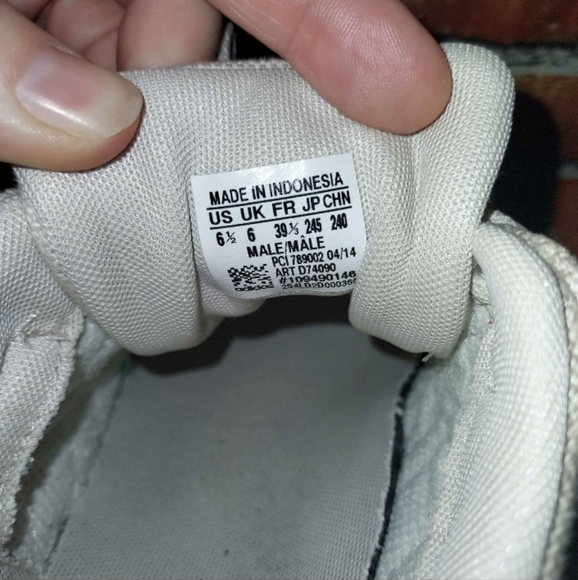 MADE IN INDONESIA
US UK FR JP CHN
6½ 6 39⅓ 245 240
MALE/MÂLE
PCI 789002 04/14
ART D74090
#109490146
adidas